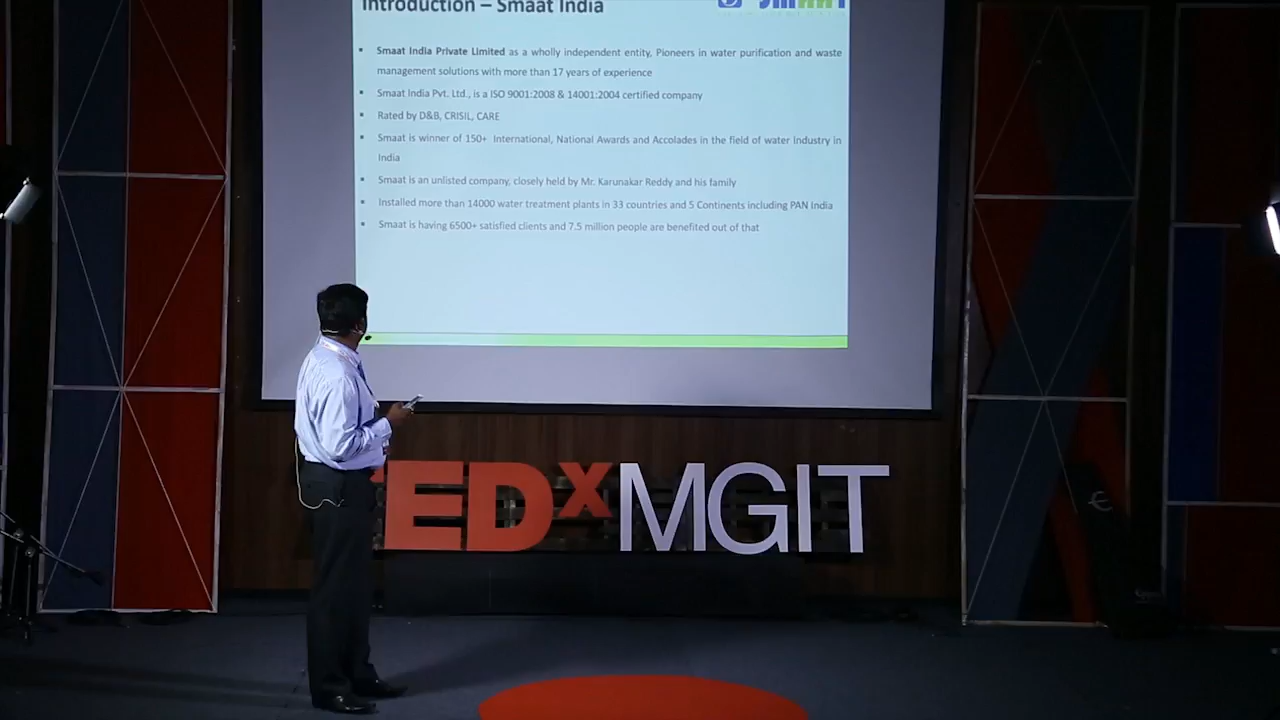 Introduction – Smaat India
Smaat India Private Limited as a wholly independent entity, Pioneers in water purification and waste
management solutions with more than 17 years of experience
Smaat India Pvt. Ltd., is a ISO 9001:2008 & 14001:2004 certified company
Rated by D&B, CRISIL, CARE
Smaat is winner of 150+ International, National Awards and Accolades in the field of water Industry in
India
Smaat is an unlisted company, closely held by Mr. Karunakar Reddy and his family
Installed more than 14000 water treatment plants in 33 countries and 5 Continents including PAN India
Smaat is having 6500+ satisfied clients and 7.5 million people are benefited out of that
TEDx MGIT